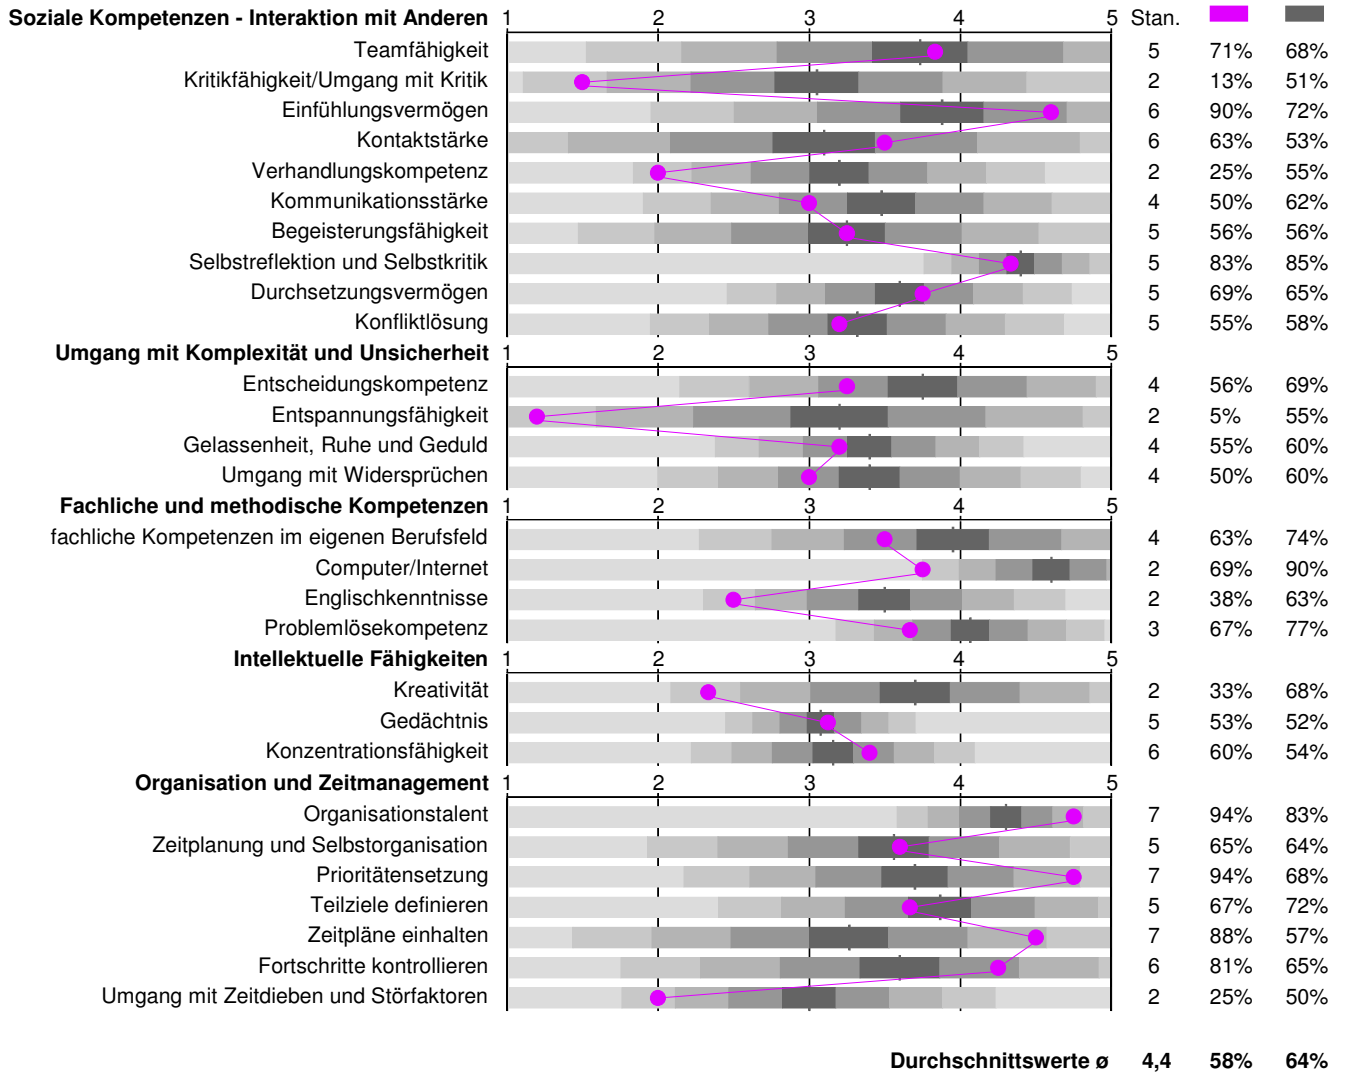 Soziale Kompetenzen - Interaktion mit Anderen 1 2 3 4 5 Stan.
Teamfähigkeit 5 71% 68%
Kritikfähigkeit/Umgang mit Kritik 2 13% 51%
Einfühlungsvermögen 6 90% 72%
Kontaktstärke 6 63% 53%
Verhandlungskompetenz 2 25% 55%
Kommunikationsstärke 4 50% 62%
Begeisterungsfähigkeit 5 56% 56%
Selbstreflektion und Selbstkritik 5 83% 85%
Durchsetzungsvermögen 5 69% 65%
Konfliktlösung 5 55% 58%
Umgang mit Komplexität und Unsicherheit 1 2 3 4 5
Entscheidungskompetenz 4 56% 69%
Entspannungsfähigkeit 2 5% 55%
Gelassenheit, Ruhe und Geduld 4 55% 60%
Umgang mit Widersprüchen 4 50% 60%
Fachliche und methodische Kompetenzen 1 2 3 4 5
fachliche Kompetenzen im eigenen Berufsfeld 4 63% 74%
Computer/Internet 2 69% 90%
Englischkenntnisse 2 38% 63%
Problemlösekompetenz 3 67% 77%
Intellektuelle Fähigkeiten 1 2 3 4 5
Kreativität 2 33% 68%
Gedächtnis 5 53% 52%
Konzentrationsfähigkeit 6 60% 54%
Organisation und Zeitmanagement 1 2 3 4 5
Organisationstalent 7 94% 83%
Zeitplanung und Selbstorganisation 5 65% 64%
Prioritätensetzung 7 94% 68%
Teilziele definieren 5 67% 72%
Zeitpläne einhalten 7 88% 57%
Fortschritte kontrollieren 6 81% 65%
Umgang mit Zeitdieben und Störfaktoren 2 25% 50%
Durchschnittswerte ø 4,4 58% 64%